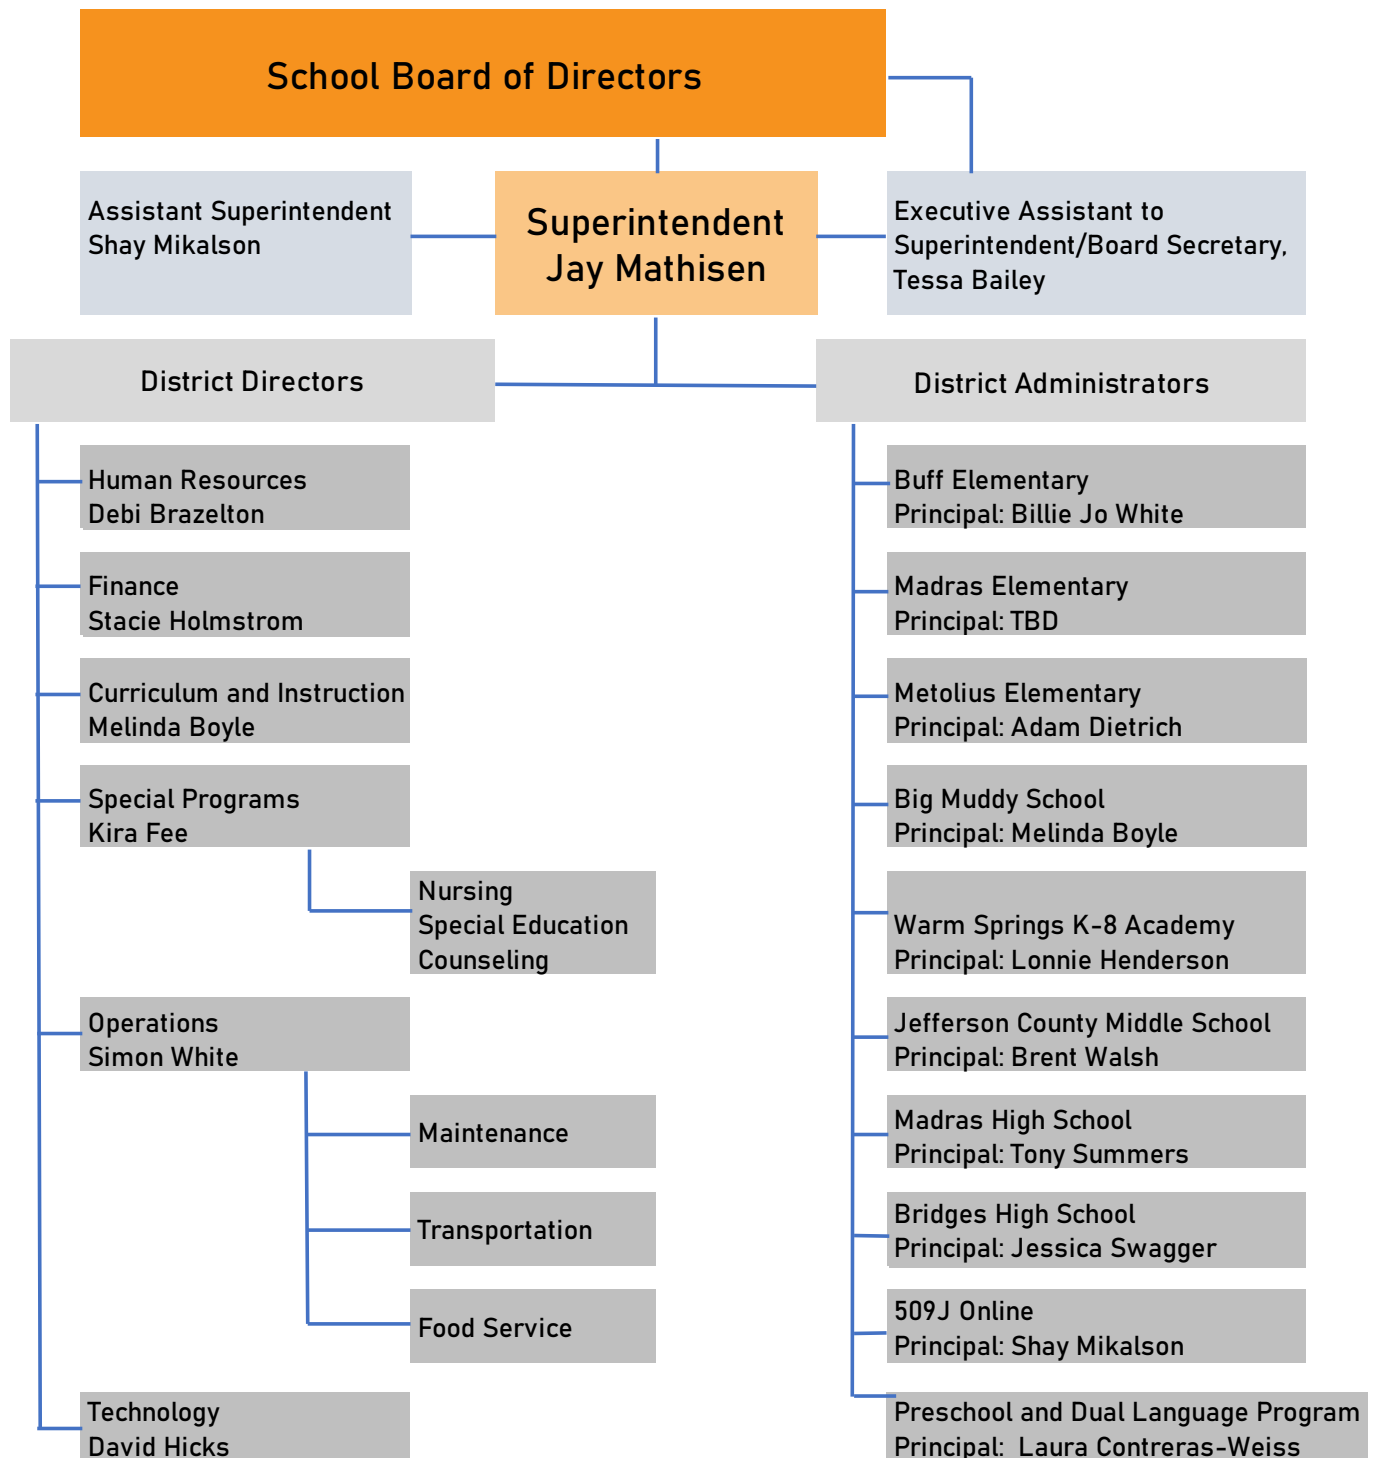 School Board of Directors
Assistant Superintendent
Shay Mikalson
Superintendent
Jay Mathisen
Executive Assistant to
Superintendent/Board Secretary,
Tessa Bailey
District Directors
District Administrators
Human Resources
Debi Brazelton
Finance
Stacie Holmstrom
Curriculum and Instruction
Melinda Boyle
Special Programs
Kira Fee
Nursing
Special Education
Counseling
Operations
Simon White
Maintenance
Transportation
Food Service
Technology
David Hicks
Buff Elementary
Principal: Billie Jo White
Madras Elementary
Principal: TBD
Metolius Elementary
Principal: Adam Dietrich
Big Muddy School
Principal: Melinda Boyle
Warm Springs K-8 Academy
Principal: Lonnie Henderson
Jefferson County Middle School
Principal: Brent Walsh
Madras High School
Principal: Tony Summers
Bridges High School
Principal: Jessica Swagger
509J Online
Principal: Shay Mikalson
Preschool and Dual Language Program
Principal:  Laura Contreras-Weiss